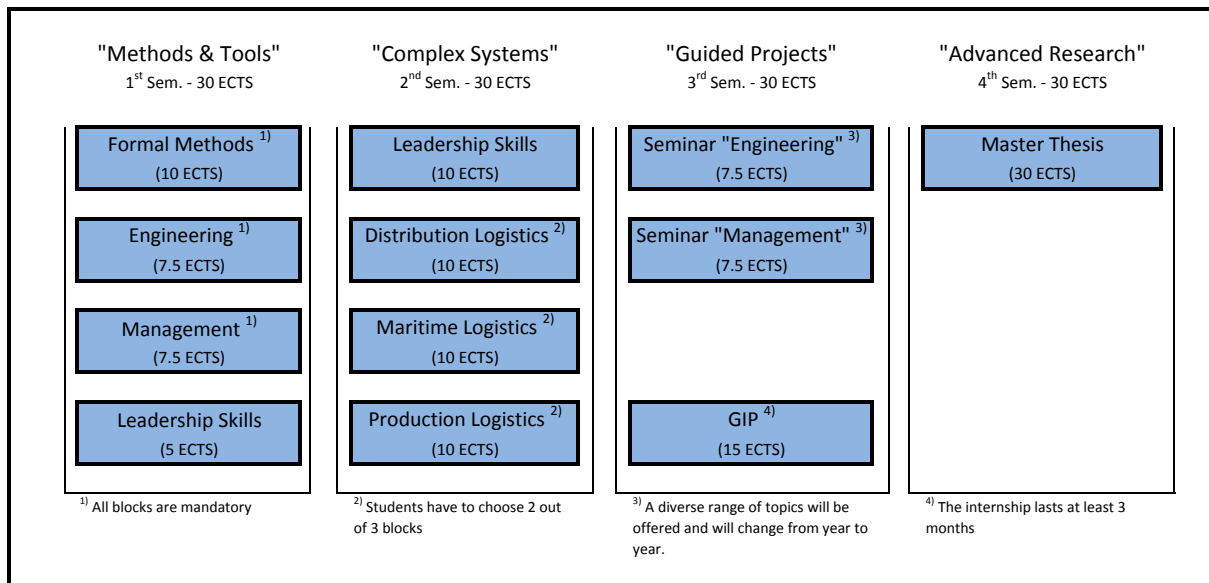 "Methods & Tools"
1st Sem. - 30 ECTS
Formal Methods 1)
(10 ECTS)
Engineering 1)
(7.5 ECTS)
Management 1)
(7.5 ECTS)
Leadership Skills
(5 ECTS)
1) All blocks are mandatory
"Complex Systems"
2nd Sem. - 30 ECTS
Leadership Skills
(10 ECTS)
Distribution Logistics 2)
(10 ECTS)
Maritime Logistics 2)
(10 ECTS)
Production Logistics 2)
(10 ECTS)
2) Students have to choose 2 out
of 3 blocks
"Guided Projects"
3rd Sem. - 30 ECTS
Seminar "Engineering" 3)
(7.5 ECTS)
Seminar "Management" 3)
(7.5 ECTS)
GIP 4)
(15 ECTS)
3) A diverse range of topics will be
offered and will change from year to
year.
"Advanced Research"
4th Sem. - 30 ECTS
Master Thesis
(30 ECTS)
4) The internship lasts at least 3
months